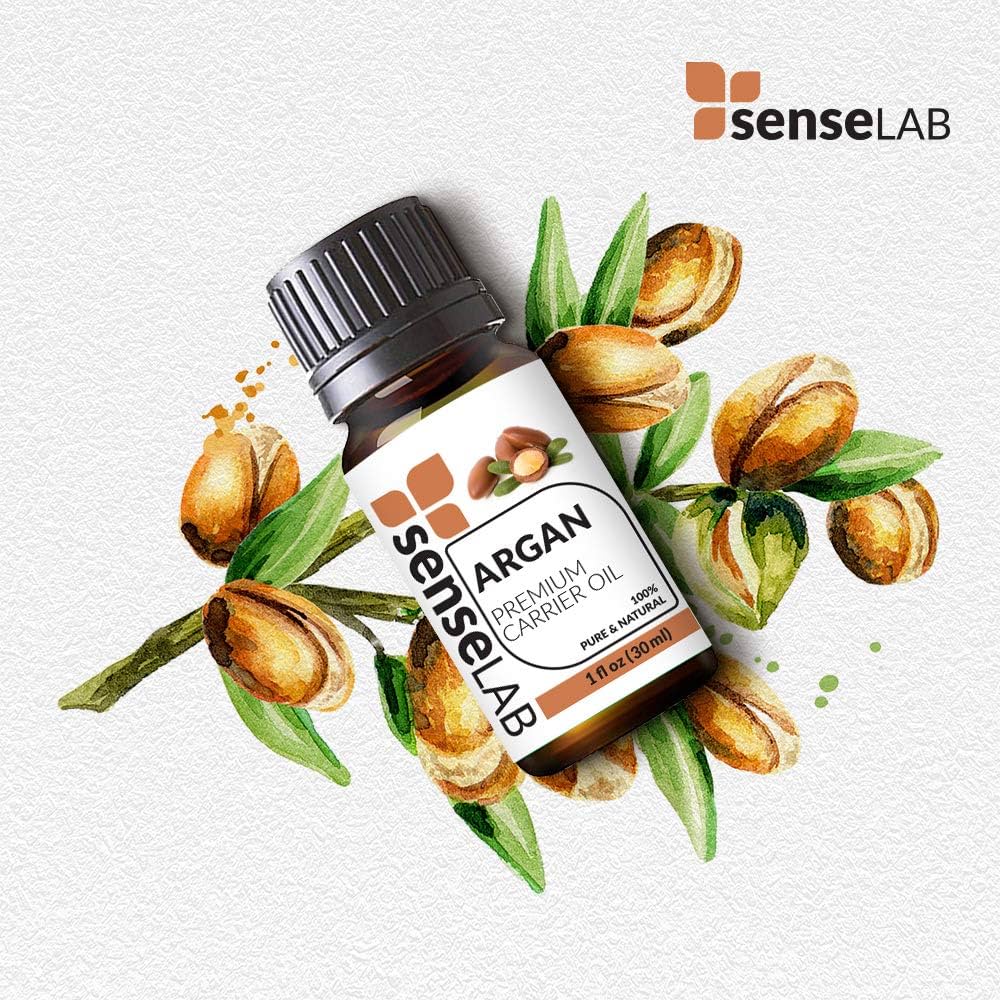 senseLAB
senseLAB
ARGAN
PREMIUM
CARRIER OIL
100%
PURE & NATURAL
1 fl oz (30 ml)